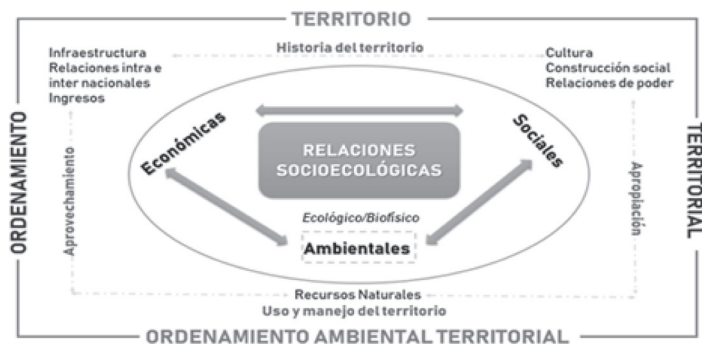 TERRITORIO
Infraestructura
Relaciones intra e
inter nacionales
Ingresos
Historia del territorio
Cultura
Construcción social
Relaciones de poder
ORDENAMIENTO
Aprovechamiento
Económicas
RELACIONES
SOCIOECOLÓGICAS
Sociales
Apropiación
TERRITORIAL
Ecológico/Biofísico
Ambientales
Recursos Naturales
Uso y manejo del territorio
ORDENAMIENTO AMBIENTAL TERRITORIAL